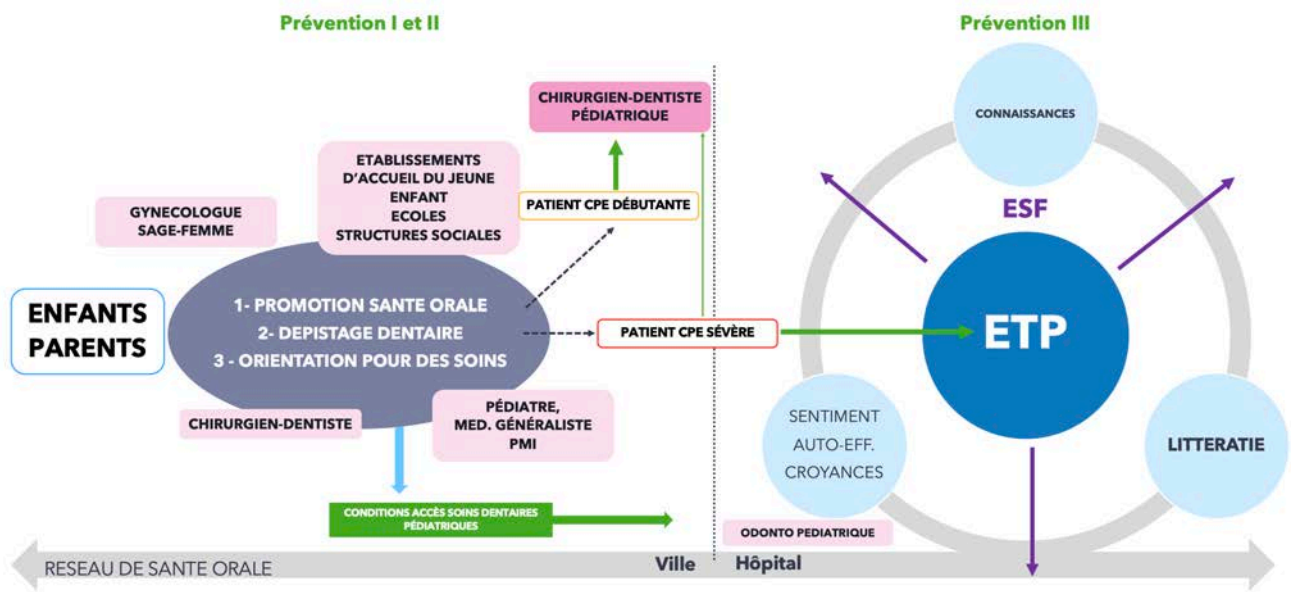 Prévention I et II
Prévention III
CHIRURGIEN-DENTISTE
PÉDIATRIQUE
CONNAISSANCES
ETABLISSEMENTS
D'ACCUEIL DU JEUNE
ENFANT
ECOLES
STRUCTURES SOCIALES
PATIENT CPE DÉBUTANTE
GYNECOLOGUE
SAGE-FEMME
ESF
ENFANTS
PARENTS
1- PROMOTION SANTE ORALE
2- DEPISTAGE DENTAIRE
3 - ORIENTATION POUR DES SOINS
PATIENT CPE SÉVÈRE
ETP
CHIRURGIEN-DENTISTE
PÉDIATRE,
MED. GÉNÉRALISTE
PMI
SENTIMENT
AUTO-EFF.
CROYANCES
LITTERATIE
CONDITIONS ACCÈS SOINS DENTAIRES
PÉDIATRIQUES
ODONTO PEDIATRIQUE
RESEAU DE SANTE ORALE
Ville
Hôpital